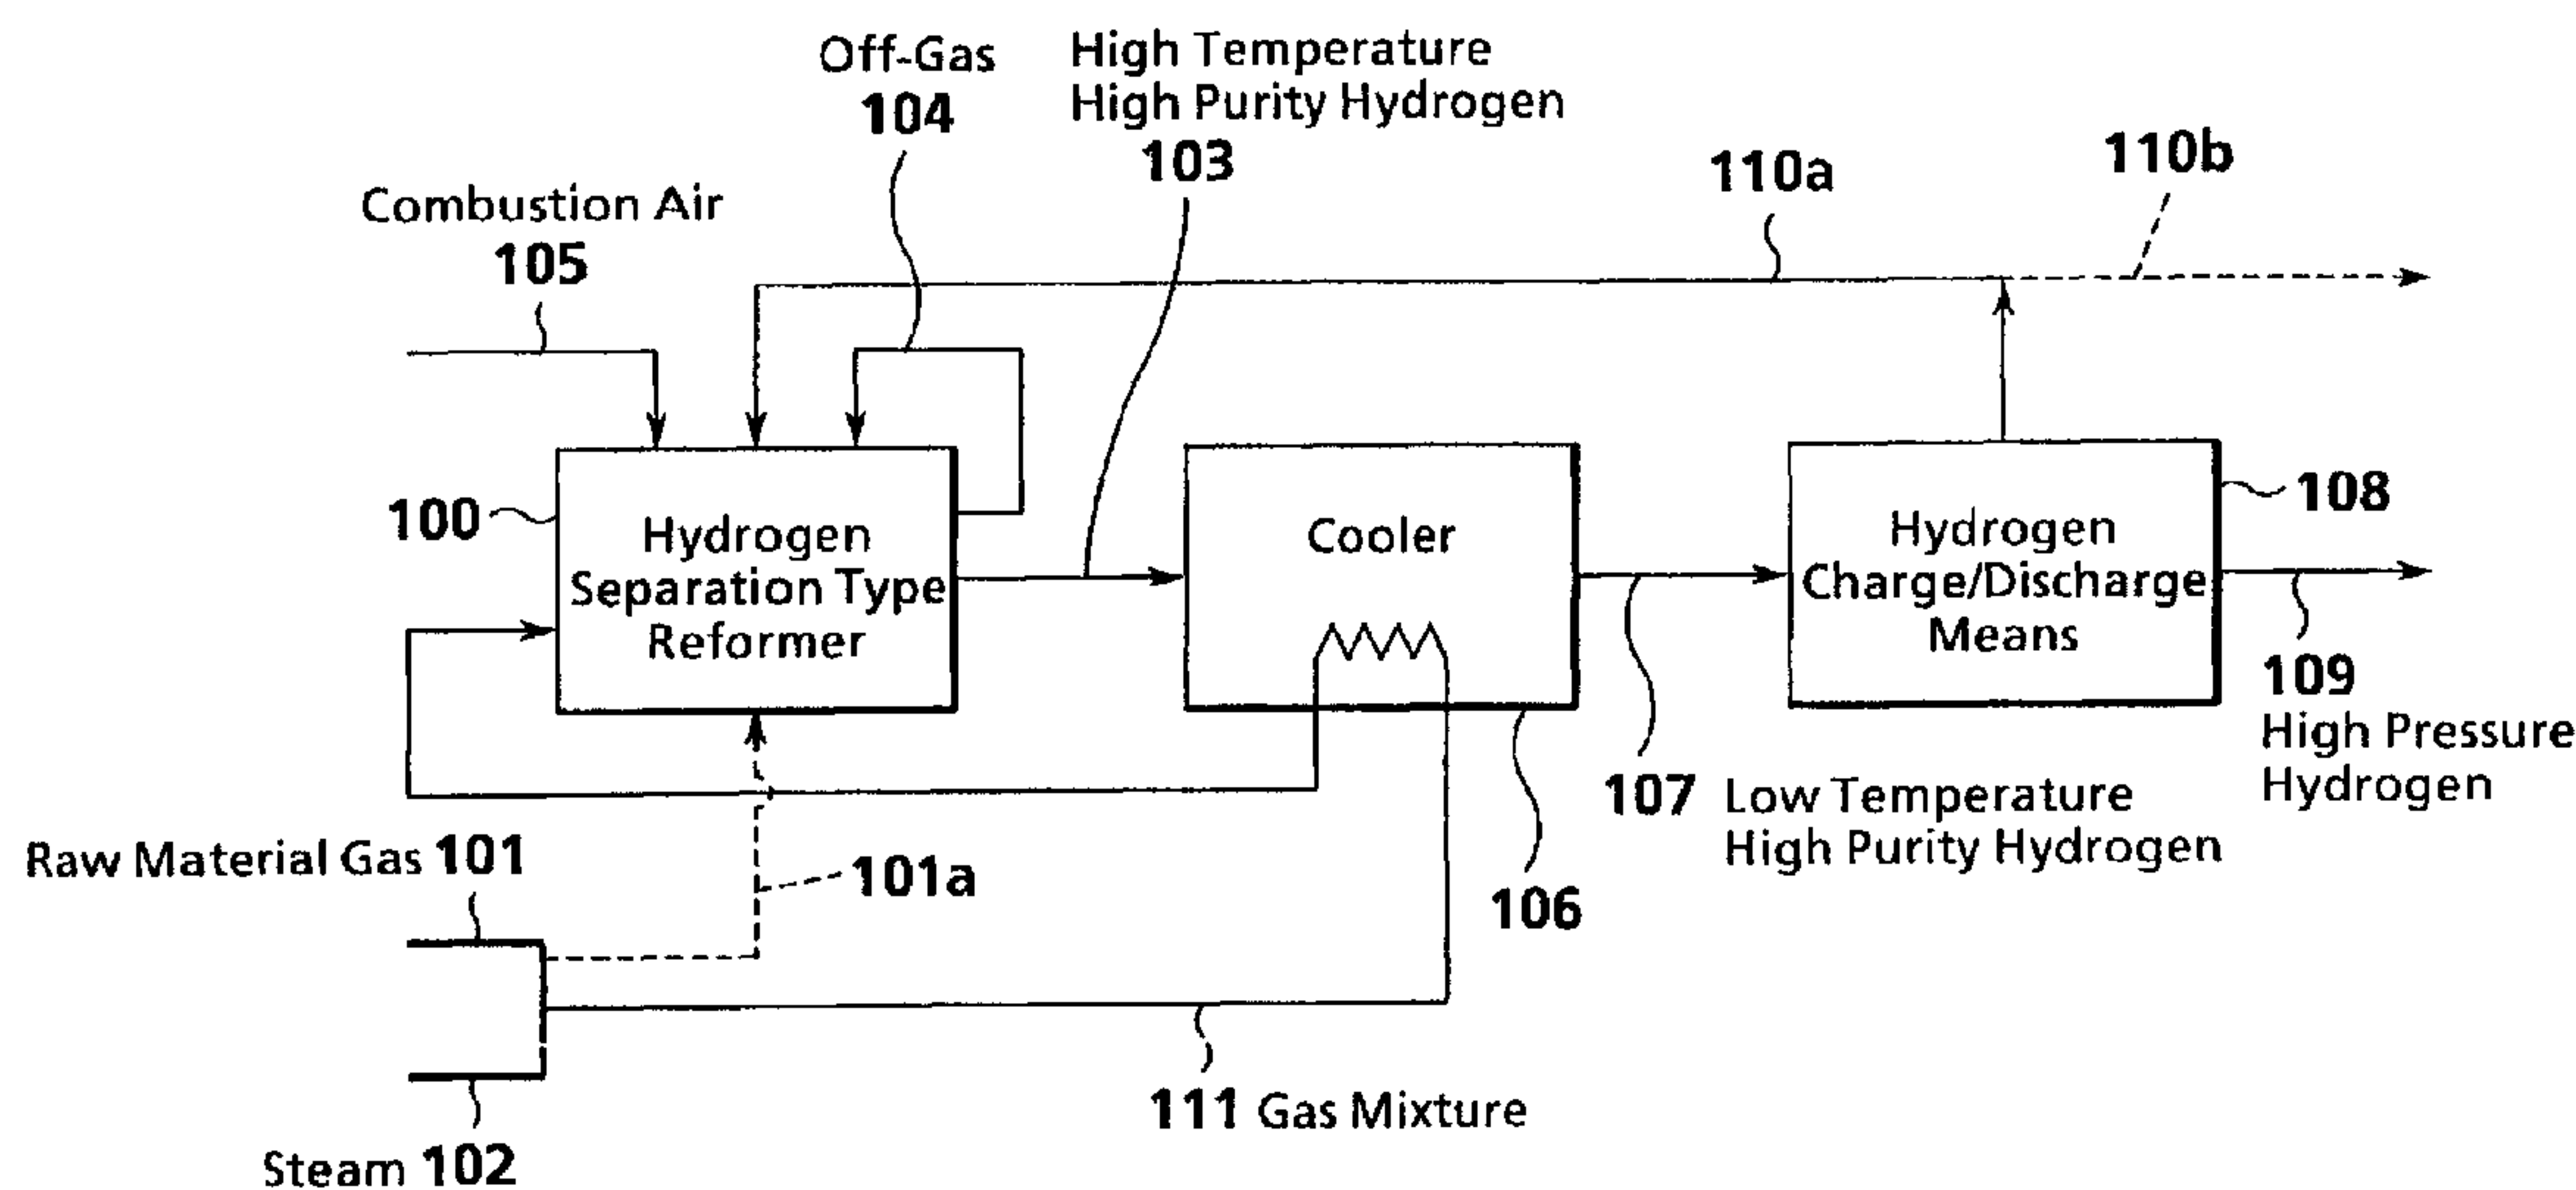 Off-Gas
104
High Temperature
High Purity Hydrogen
103
110a
110b
Combustion Air
105
100
Hydrogen
Separation Type
Reformer
Cooler
Hydrogen
Charge/Discharge
Means
108
109
High Pressure
Hydrogen
107 Low Temperature
High Purity Hydrogen
106
Raw Material Gas 101
101a
111 Gas Mixture
Steam 102